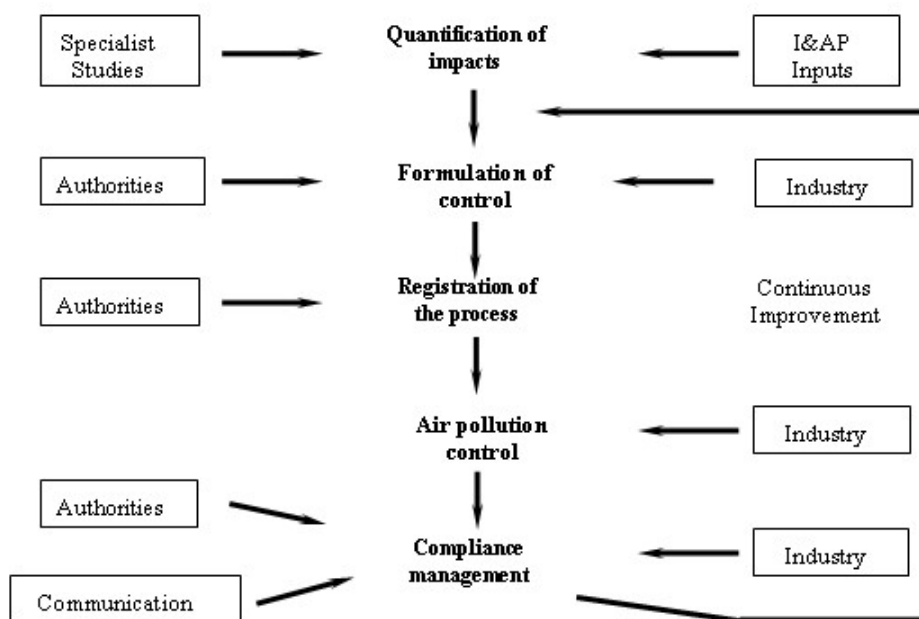 Specialist
Studies
Quantification of
impacts
I&AP
Inputs
Authorities
Formulation of
control
Industry
Authorities
Registration of
the process
Continuous
Improvement
Air pollution
control
Industry
Authorities
Compliance
management
Industry
Communication